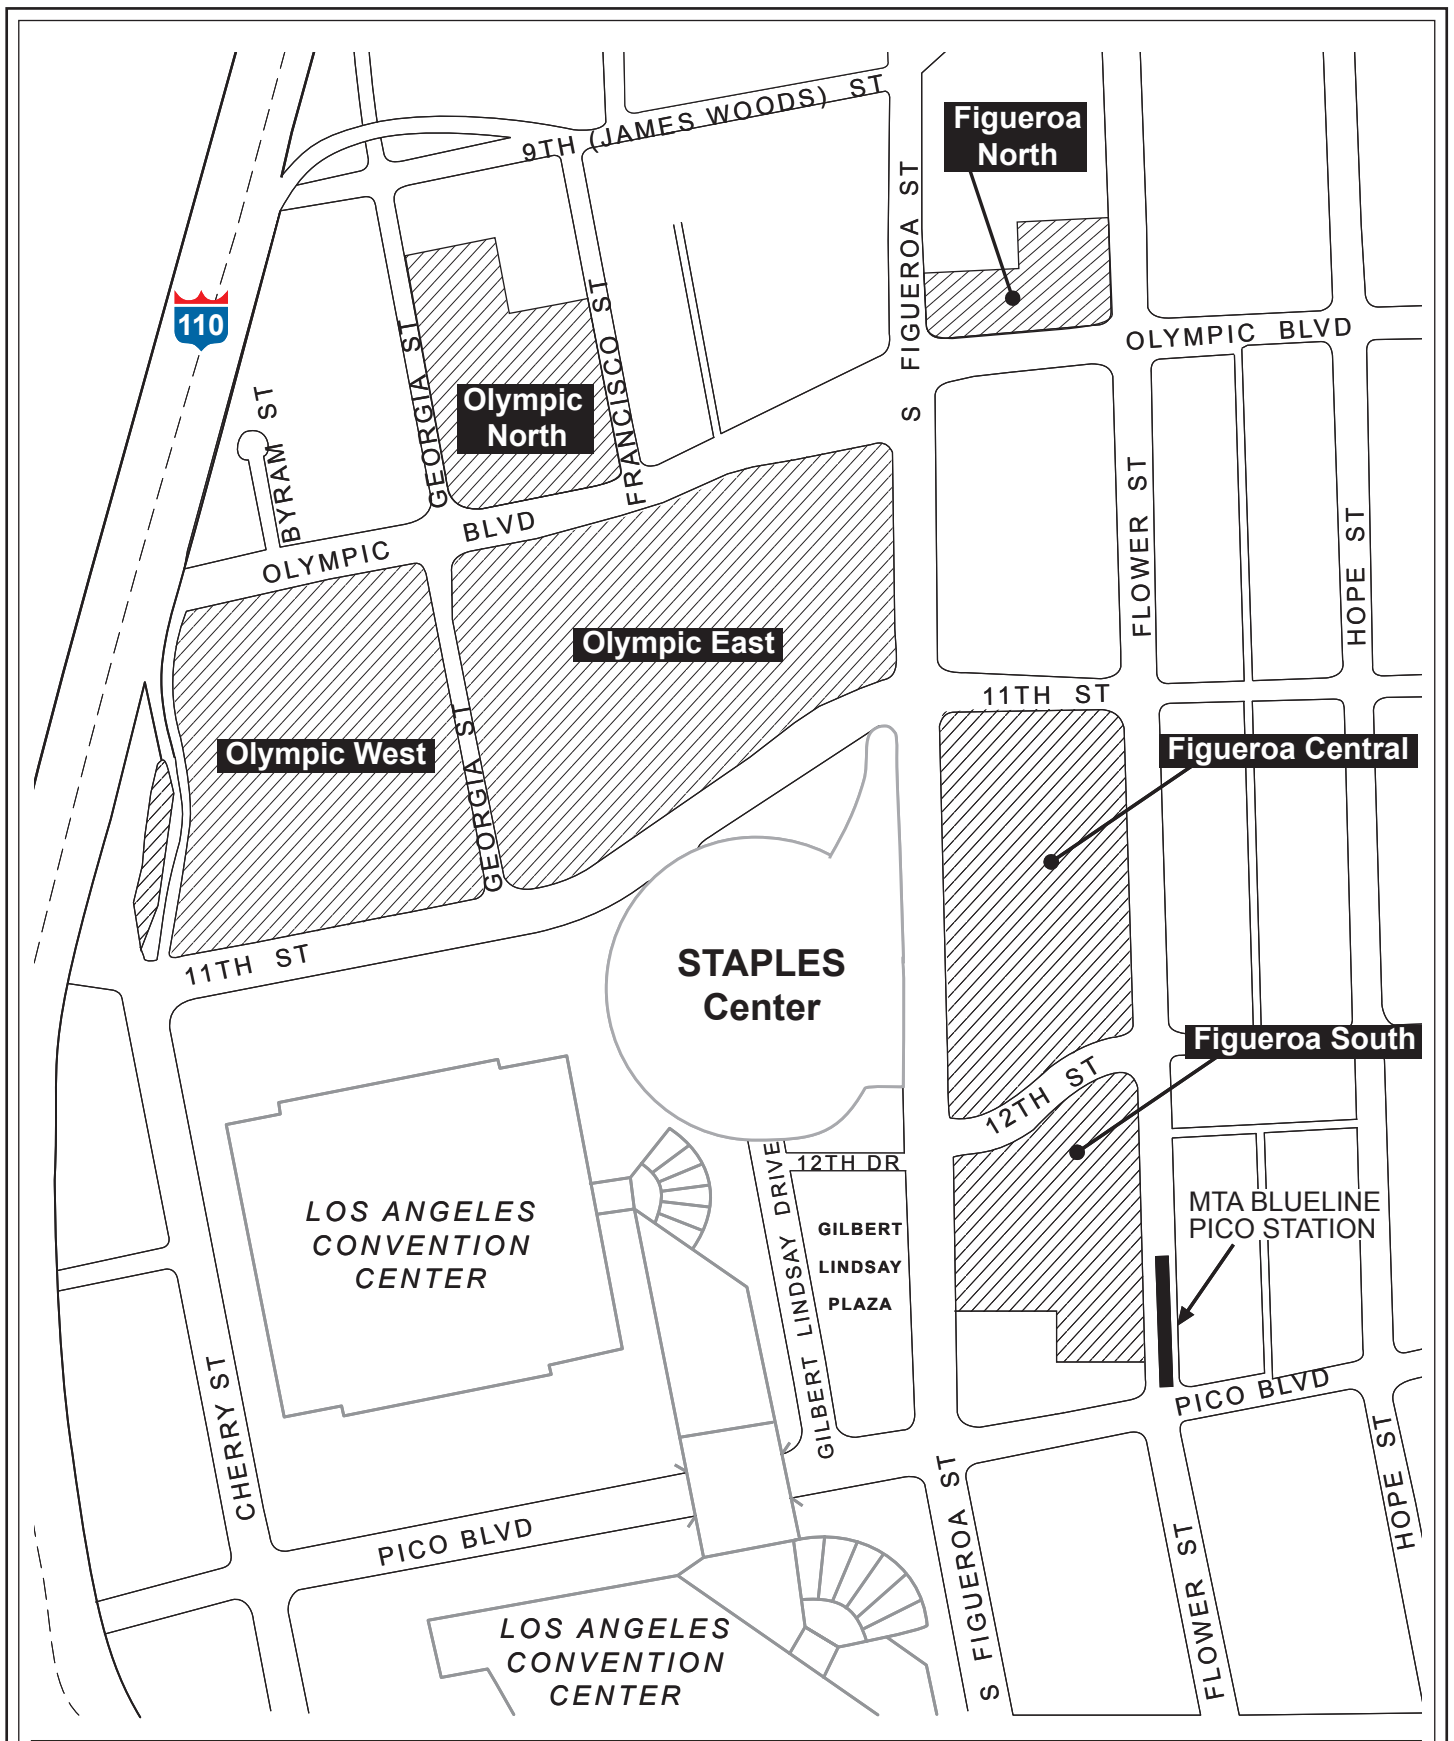 9TH (JAMES WOODS) ST
Figueroa
North
S FIGUEROA ST
110
OLYMPIC BLVD
GEORGIA ST
FRANCISCO ST
BYRAM ST
Olympic
North
FLOWER ST
HOPE ST
OLYMPIC BLVD
Olympic East
11TH ST
Olympic West
GEORGIA ST
Figueroa Central
11TH ST
STAPLES
Center
Figueroa South
12TH ST
12TH DR
GILBERT LINDSAY DRIVE
LOS ANGELES
CONVENTION
CENTER
GILBERT
LINDSAY
PLAZA
MTA BLUELINE
PICO STATION
CHERRY ST
PICO BLVD
HOPE ST
PICO BLVD
S FIGUEROA ST
FLOWER ST
LOS ANGELES
CONVENTION
CENTER